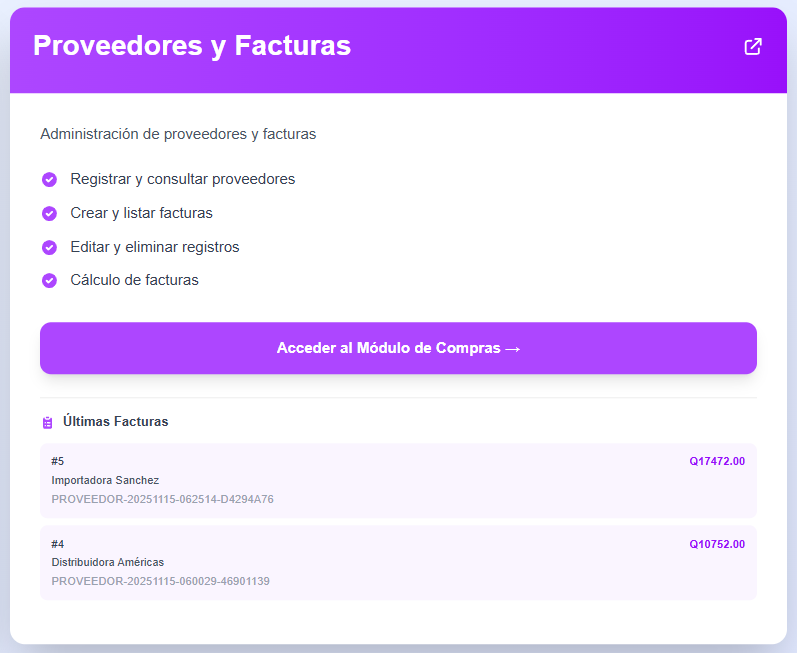 Proveedores y Facturas
Administración de proveedores y facturas
Registrar y consultar proveedores
Crear y listar facturas
Editar y eliminar registros
Cálculo de facturas
Acceder al Módulo de Compras →
Últimas Facturas
#5 Q17472.00
Importadora Sanchez
PROVEEDOR-20251115-062514-D4294A76
#4 Q10752.00
Distribuidora Américas
PROVEEDOR-20251115-060029-46901139